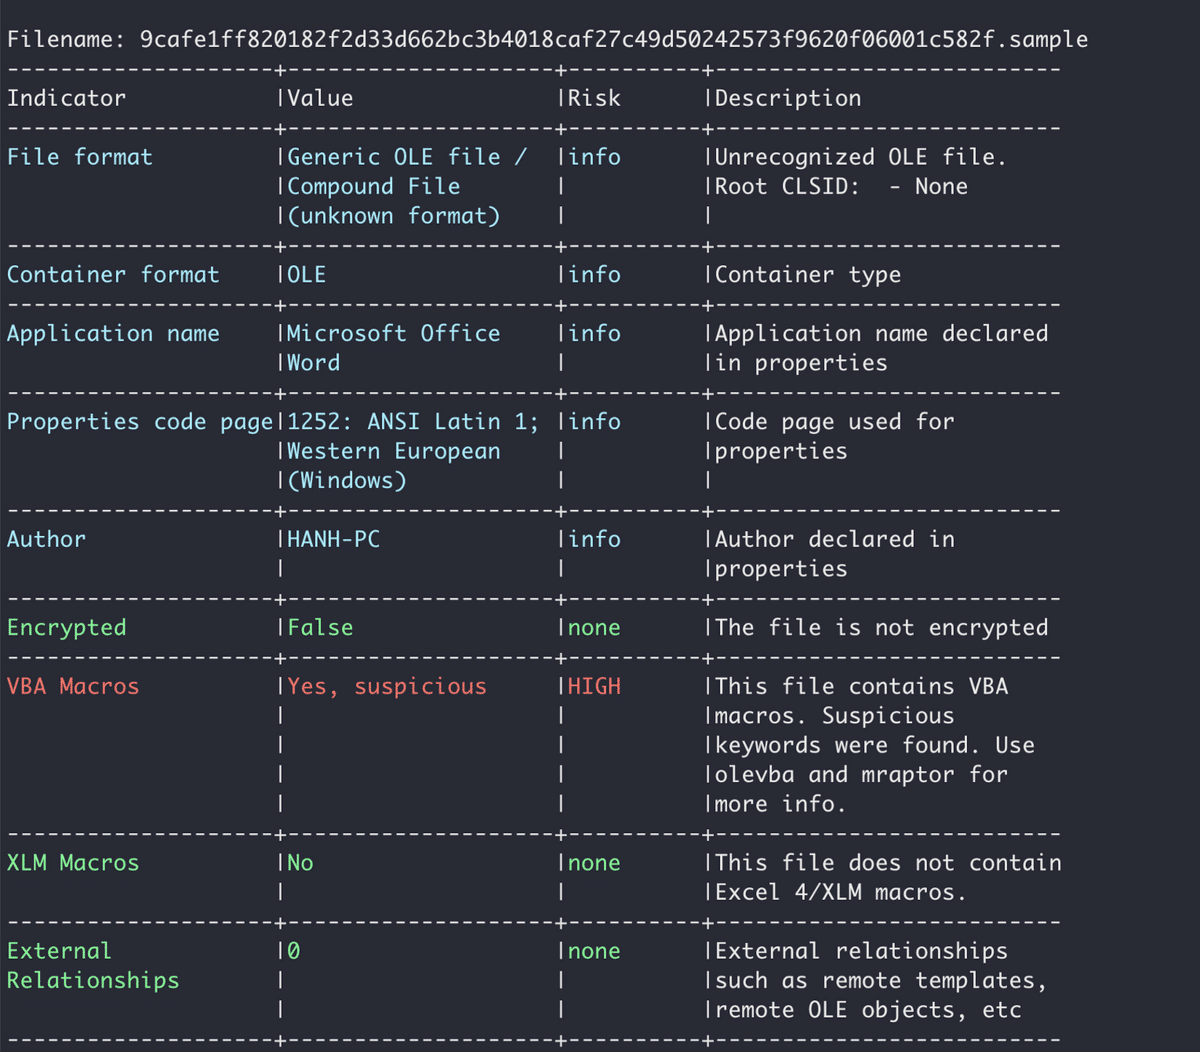 Filename: 9cafe1ff820182f2d33d662bc3b4018caf27c49d50242573f9620f06001c582f.sample
--------------------+--------------------+----------+--------------------------
Indicator           |Value               |Risk      |Description
--------------------+--------------------+----------+--------------------------
File format         |Generic OLE file /  |info      |Unrecognized OLE file.
                    |Compound File       |          |Root CLSID:  - None
                    |(unknown format)    |          |
--------------------+--------------------+----------+--------------------------
Container format    |OLE                 |info      |Container type
--------------------+--------------------+----------+--------------------------
Application name    |Microsoft Office    |info      |Application name declared
                    |Word                |          |in properties
--------------------+--------------------+----------+--------------------------
Properties code page|1252: ANSI Latin 1; |info      |Code page used for
                    |Western European    |          |properties
                    |(Windows)           |          |
--------------------+--------------------+----------+--------------------------
Author              |HANH-PC             |info      |Author declared in
                    |                    |          |properties
--------------------+--------------------+----------+--------------------------
Encrypted           |False               |none      |The file is not encrypted
--------------------+--------------------+----------+--------------------------
VBA Macros          |Yes, suspicious     |HIGH      |This file contains VBA
                    |                    |          |macros. Suspicious
                    |                    |          |keywords were found. Use
                    |                    |          |olevba and mraptor for
                    |                    |          |more info.
--------------------+--------------------+----------+--------------------------
XLM Macros          |No                  |none      |This file does not contain
                    |                    |          |Excel 4/XLM macros.
--------------------+--------------------+----------+--------------------------
External            |0                   |none      |External relationships
Relationships       |                    |          |such as remote templates,
                    |                    |          |remote OLE objects, etc
--------------------+--------------------+----------+--------------------------